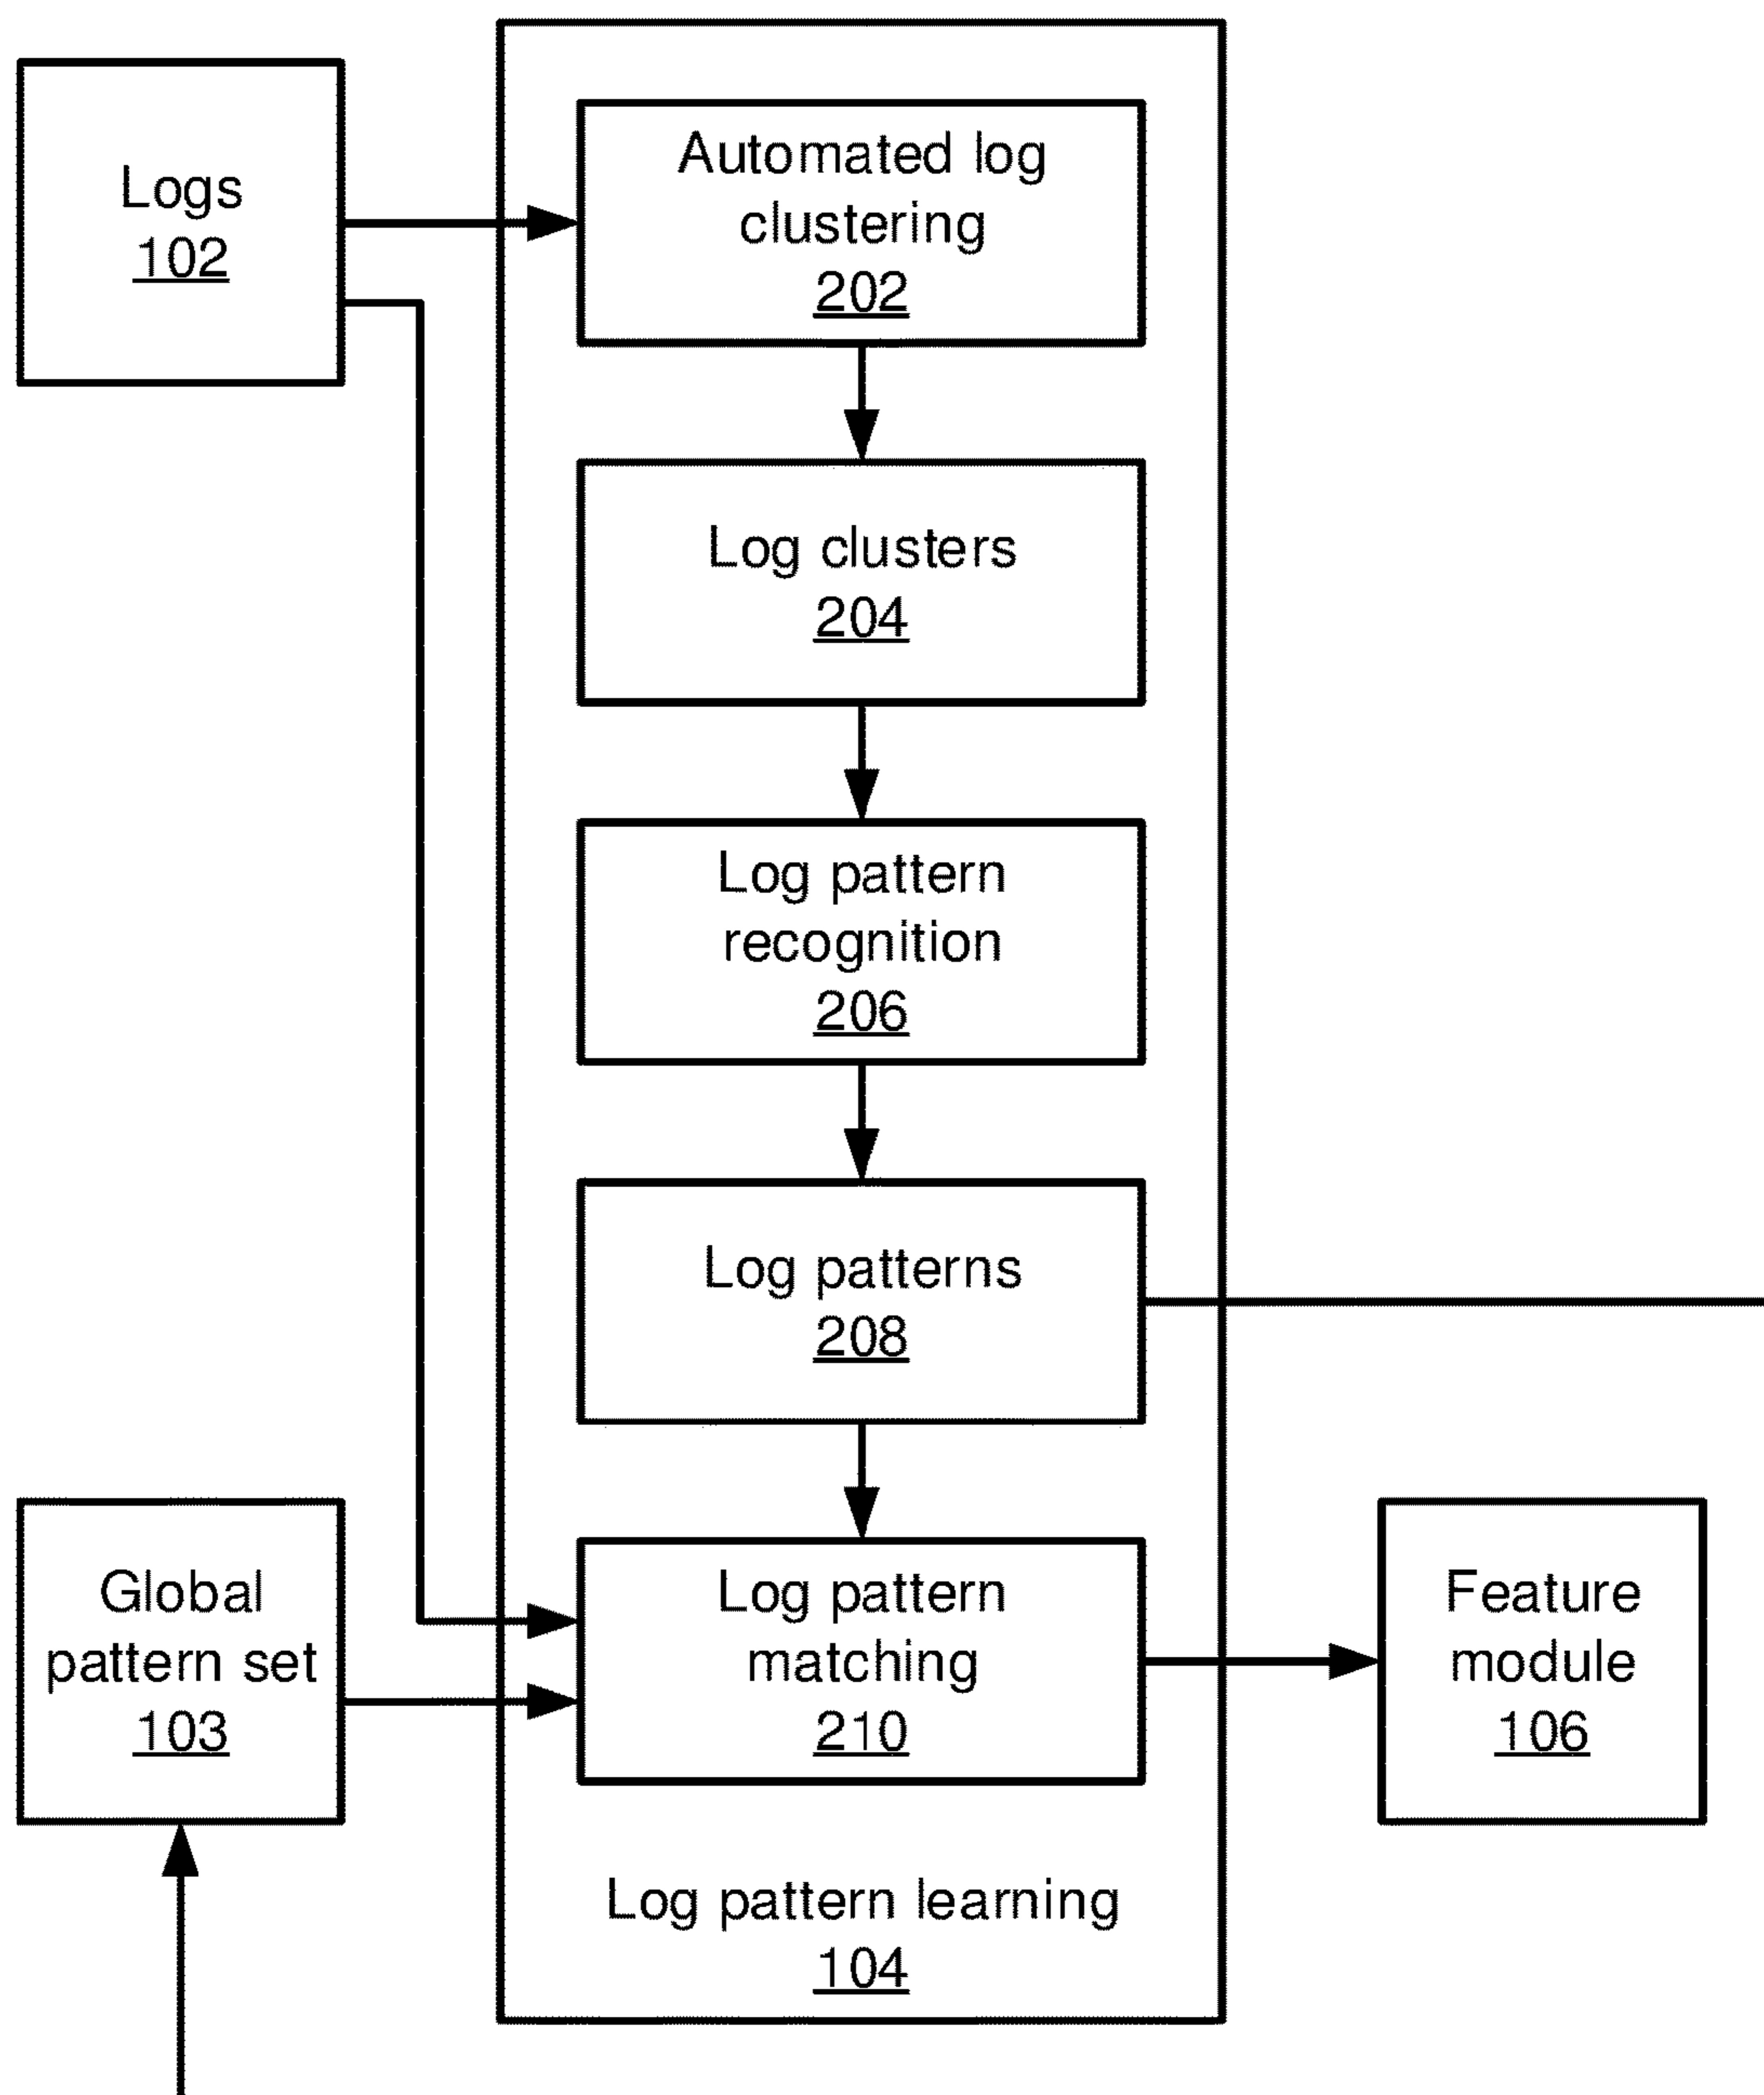 Logs
102
Automated log
clustering
202
Log clusters
204
Log pattern
recognition
206
Log patterns
208
Global
pattern set
103
Log pattern
matching
210
Feature
module
106
Log pattern learning
104